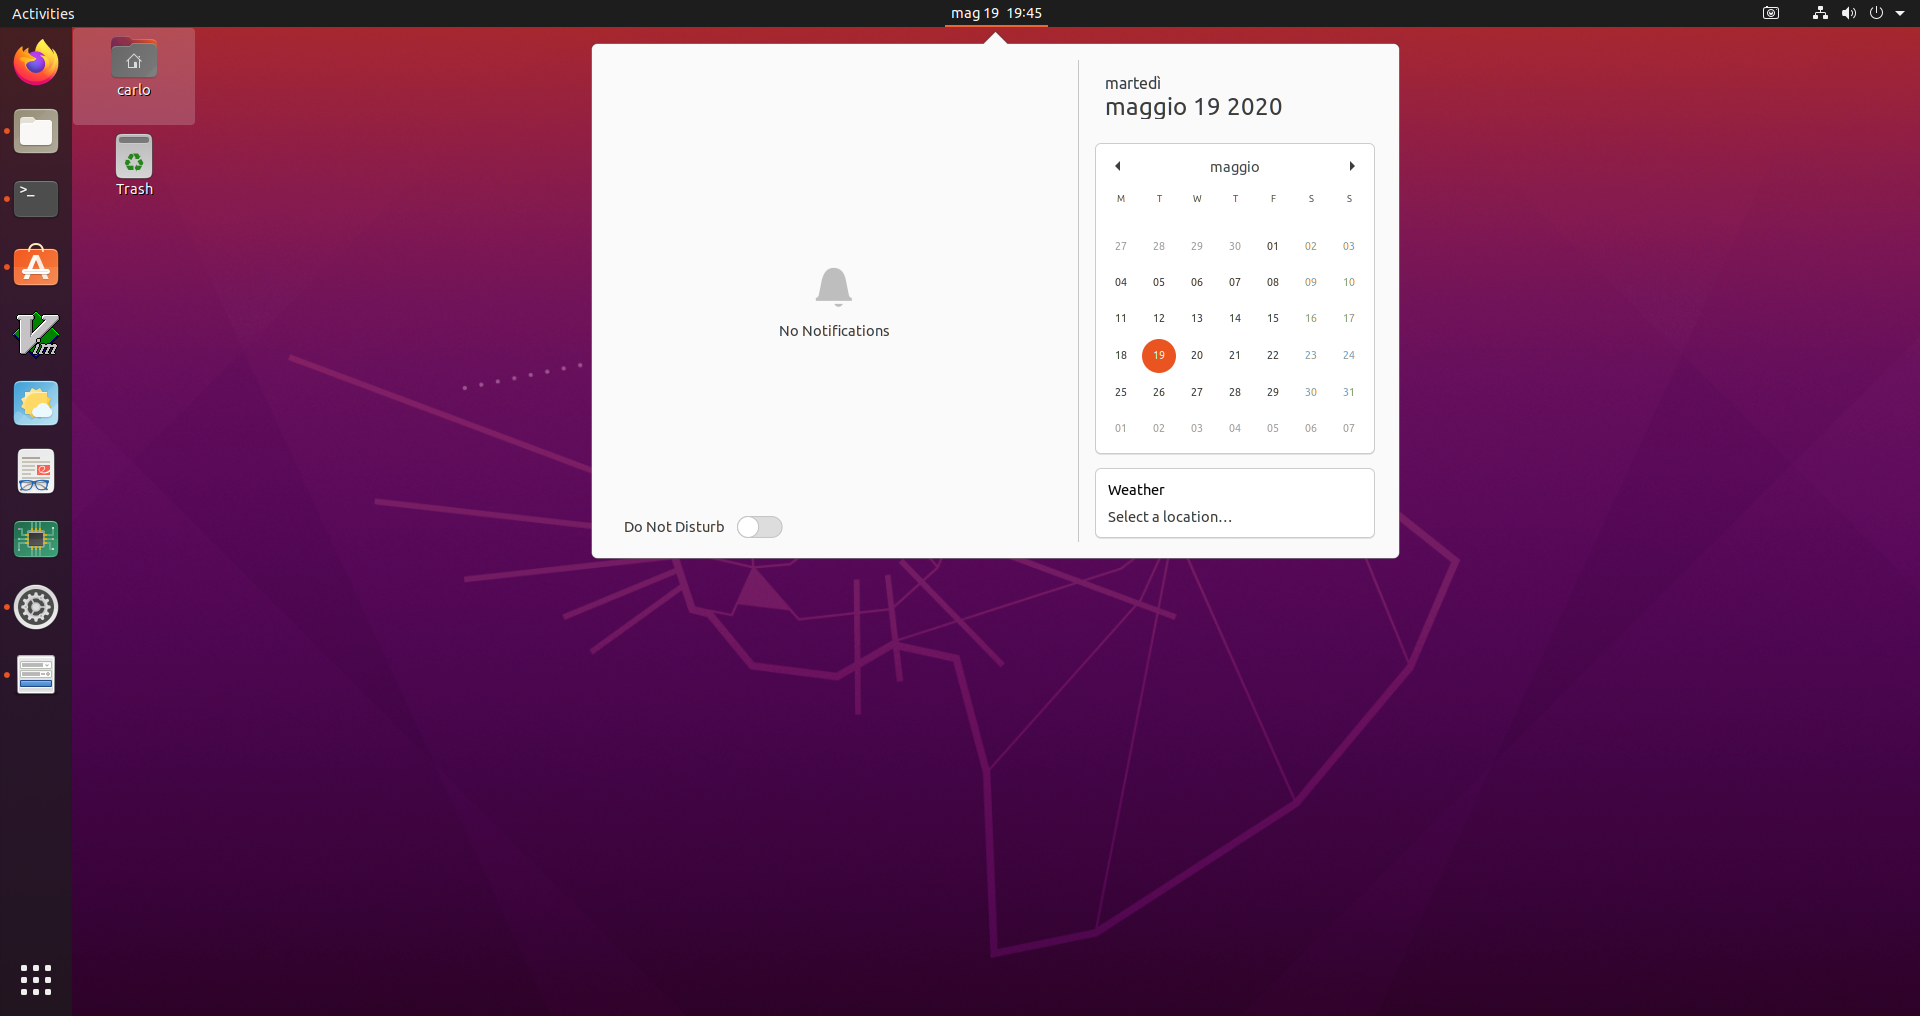 Activities
mag 19 19:45
carlo
Trash
>_
Vim
No Notifications
Do Not Disturb
martedì
maggio 19 2020
maggio
M T W T F S S
27 28 29 30 01 02 03
04 05 06 07 08 09 10
11 12 13 14 15 16 17
18 19 20 21 22 23 24
25 26 27 28 29 30 31
01 02 03 04 05 06 07
Weather
Select a location…